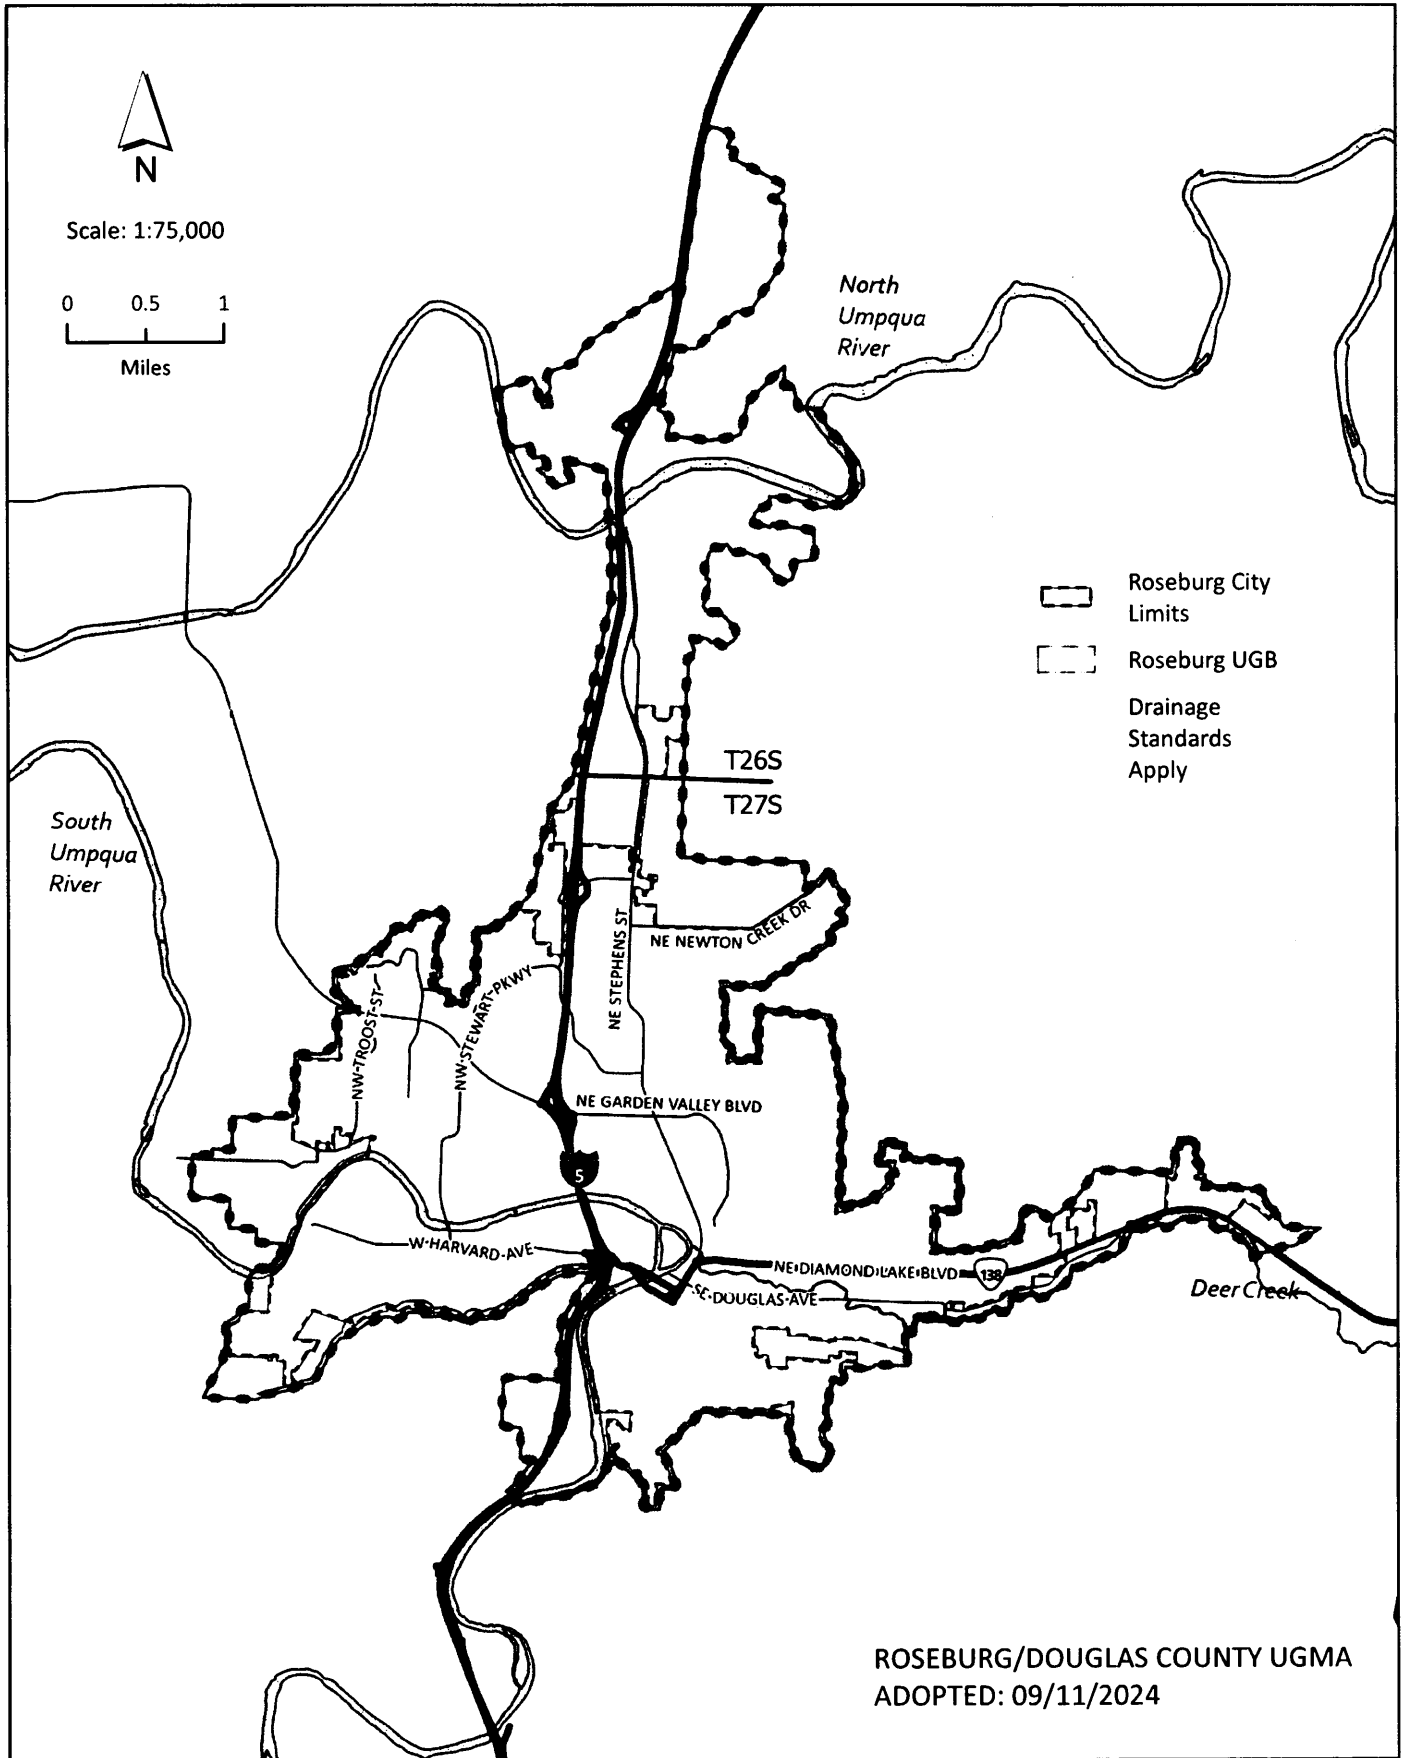 N
Scale: 1:75,000
0 0.5 1
Miles
North
Umpqua
River
Roseburg City
Limits
Roseburg UGB
Drainage
Standards
Apply
T26S
T27S
South
Umpqua
River
NE NEWTON CREEK DR
NE STEPHENS ST
NW STEWART PKWY
NW TROOST ST
NE GARDEN VALLEY BLVD
5
W HARVARD AVE
NE DIAMOND LAKE BLVD
138
SE DOUGLAS AVE
Deer Creek
ROSEBURG/DOUGLAS COUNTY UGMA
ADOPTED: 09/11/2024